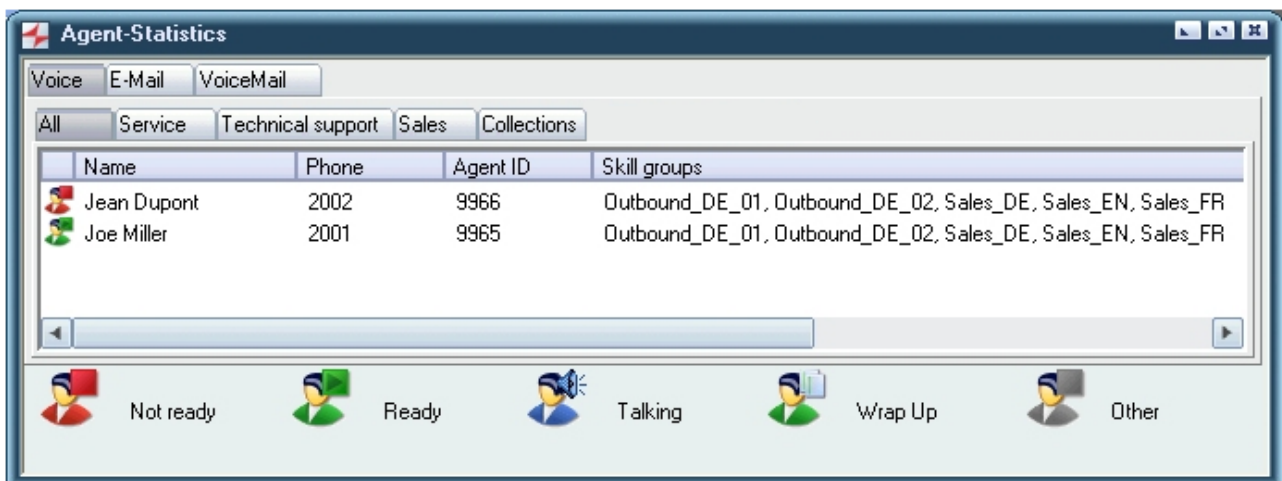 Agent-Statistics
Voice E-Mail VoiceMail
All Service Technical support Sales Collections
Name Phone Agent ID Skill groups
Jean Dupont 2002 9966 Outbound_DE_01, Outbound_DE_02, Sales_DE, Sales_EN, Sales_FR
Joe Miller 2001 9965 Outbound_DE_01, Outbound_DE_02, Sales_DE, Sales_EN, Sales_FR
Not ready Ready Talking Wrap Up Other